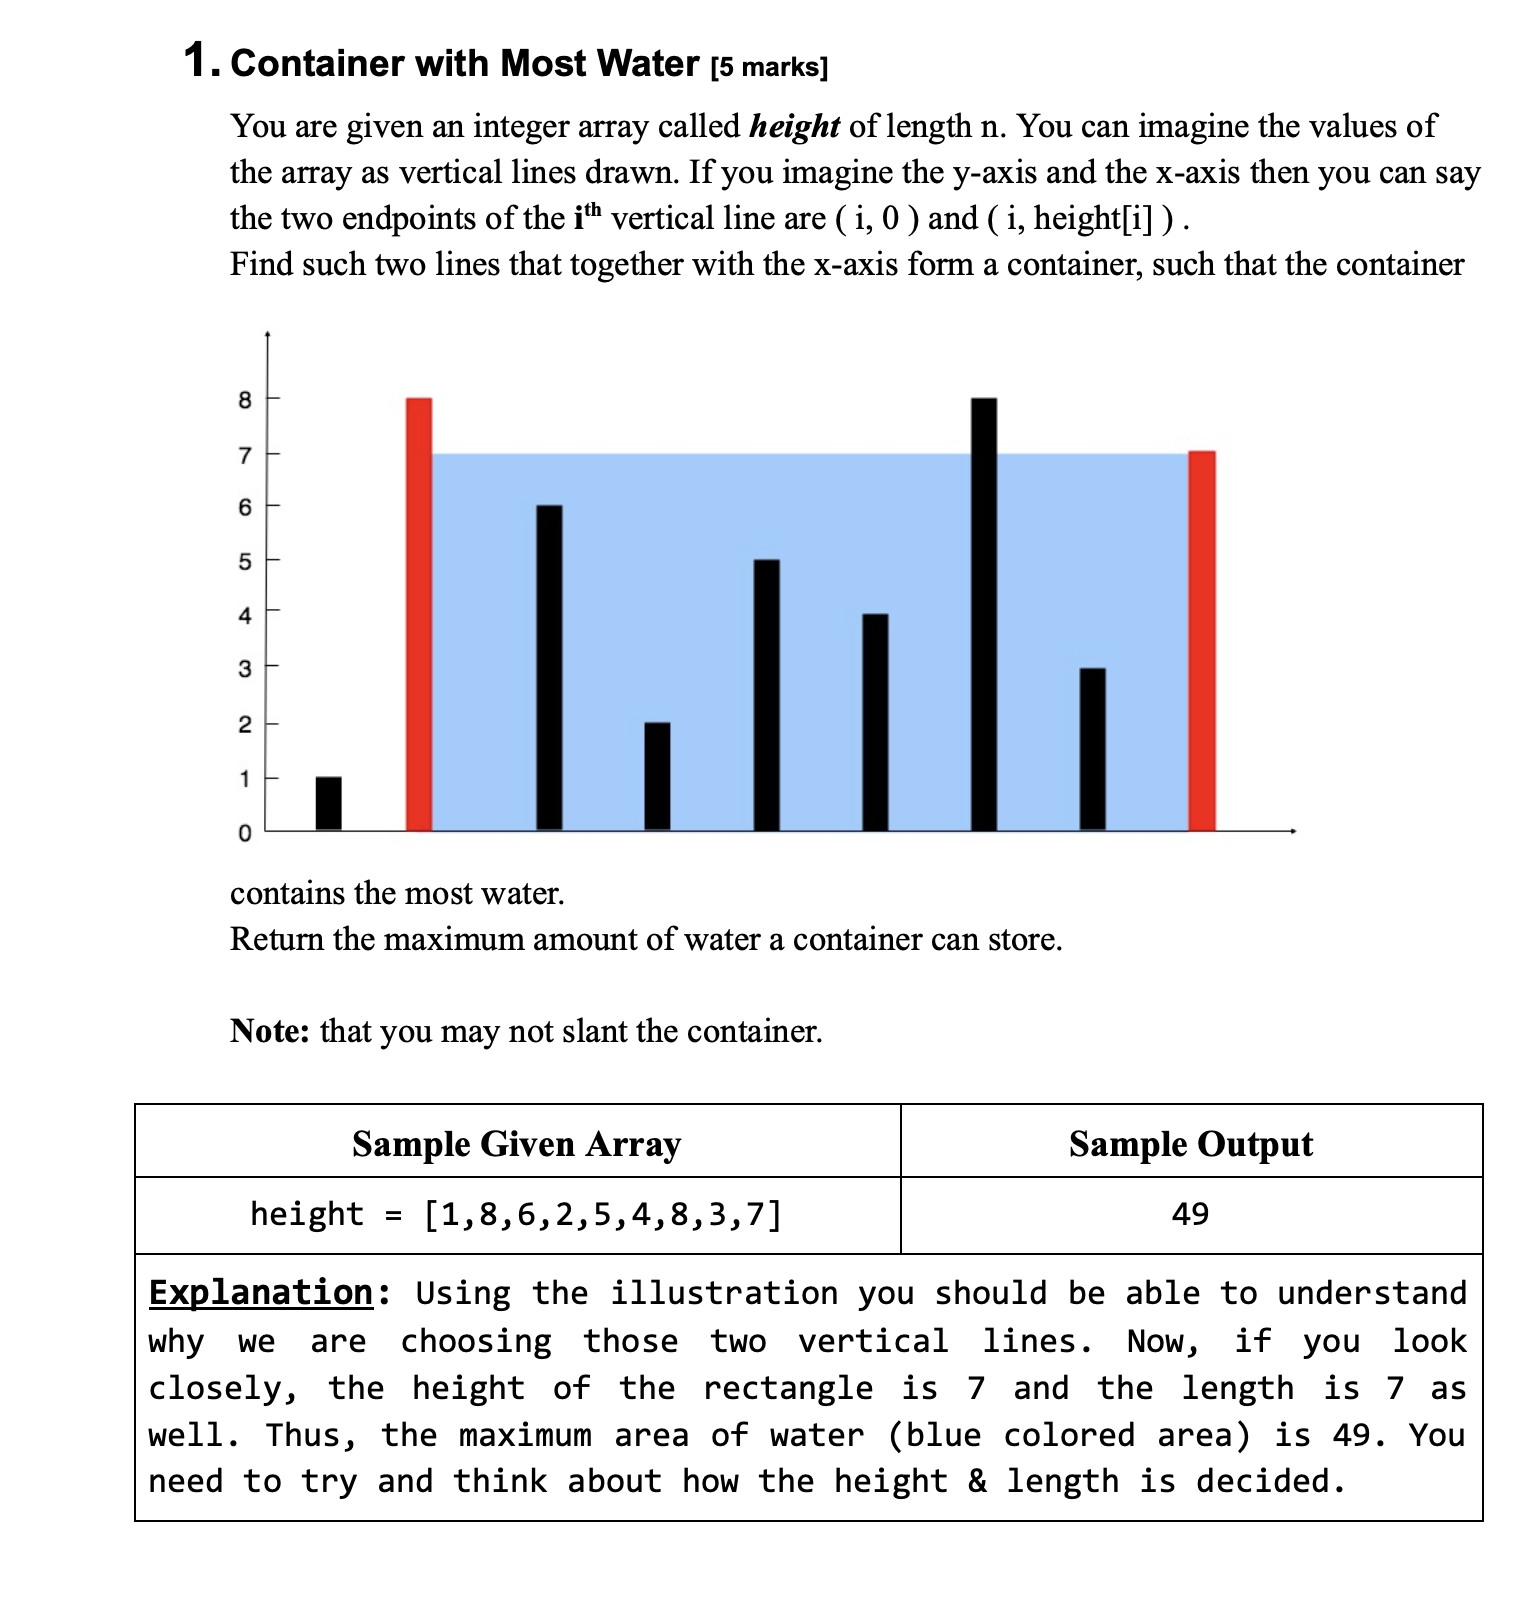 1. Container with Most Water [5 marks]
You are given an integer array called height of length n. You can imagine the values of
the array as vertical lines drawn. If you imagine the y-axis and the x-axis then you can say
the two endpoints of the ith vertical line are ( i, 0 ) and ( i, height[i] ) .
Find such two lines that together with the x-axis form a container, such that the container
8
7
6
5
4
3
2
1
0
contains the most water.
Return the maximum amount of water a container can store.
Note: that you may not slant the container.
Sample Given Array
Sample Output
height = [1,8,6,2,5,4,8,3,7]
49
Explanation: Using the illustration you should be able to understand
why we are choosing those two vertical lines. Now, if you look
closely, the height of the rectangle is 7 and the length is 7 as
well. Thus, the maximum area of water (blue colored area) is 49. You
need to try and think about how the height & length is decided.